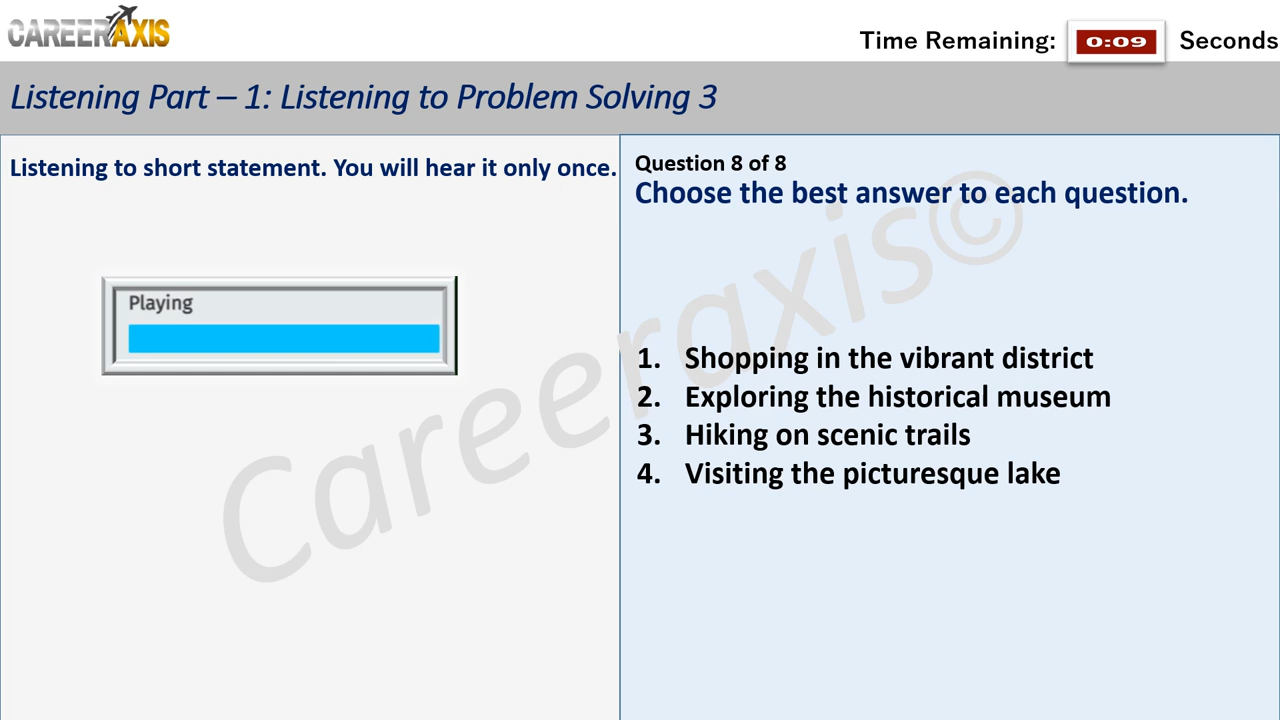 CAREERAXIS
Time Remaining: 0:09 Seconds
Listening Part – 1: Listening to Problem Solving 3
Listening to short statement. You will hear it only once.
Playing
Question 8 of 8
Choose the best answer to each question.
1. Shopping in the vibrant district
2. Exploring the historical museum
3. Hiking on scenic trails
4. Visiting the picturesque lake
Careeraxis©